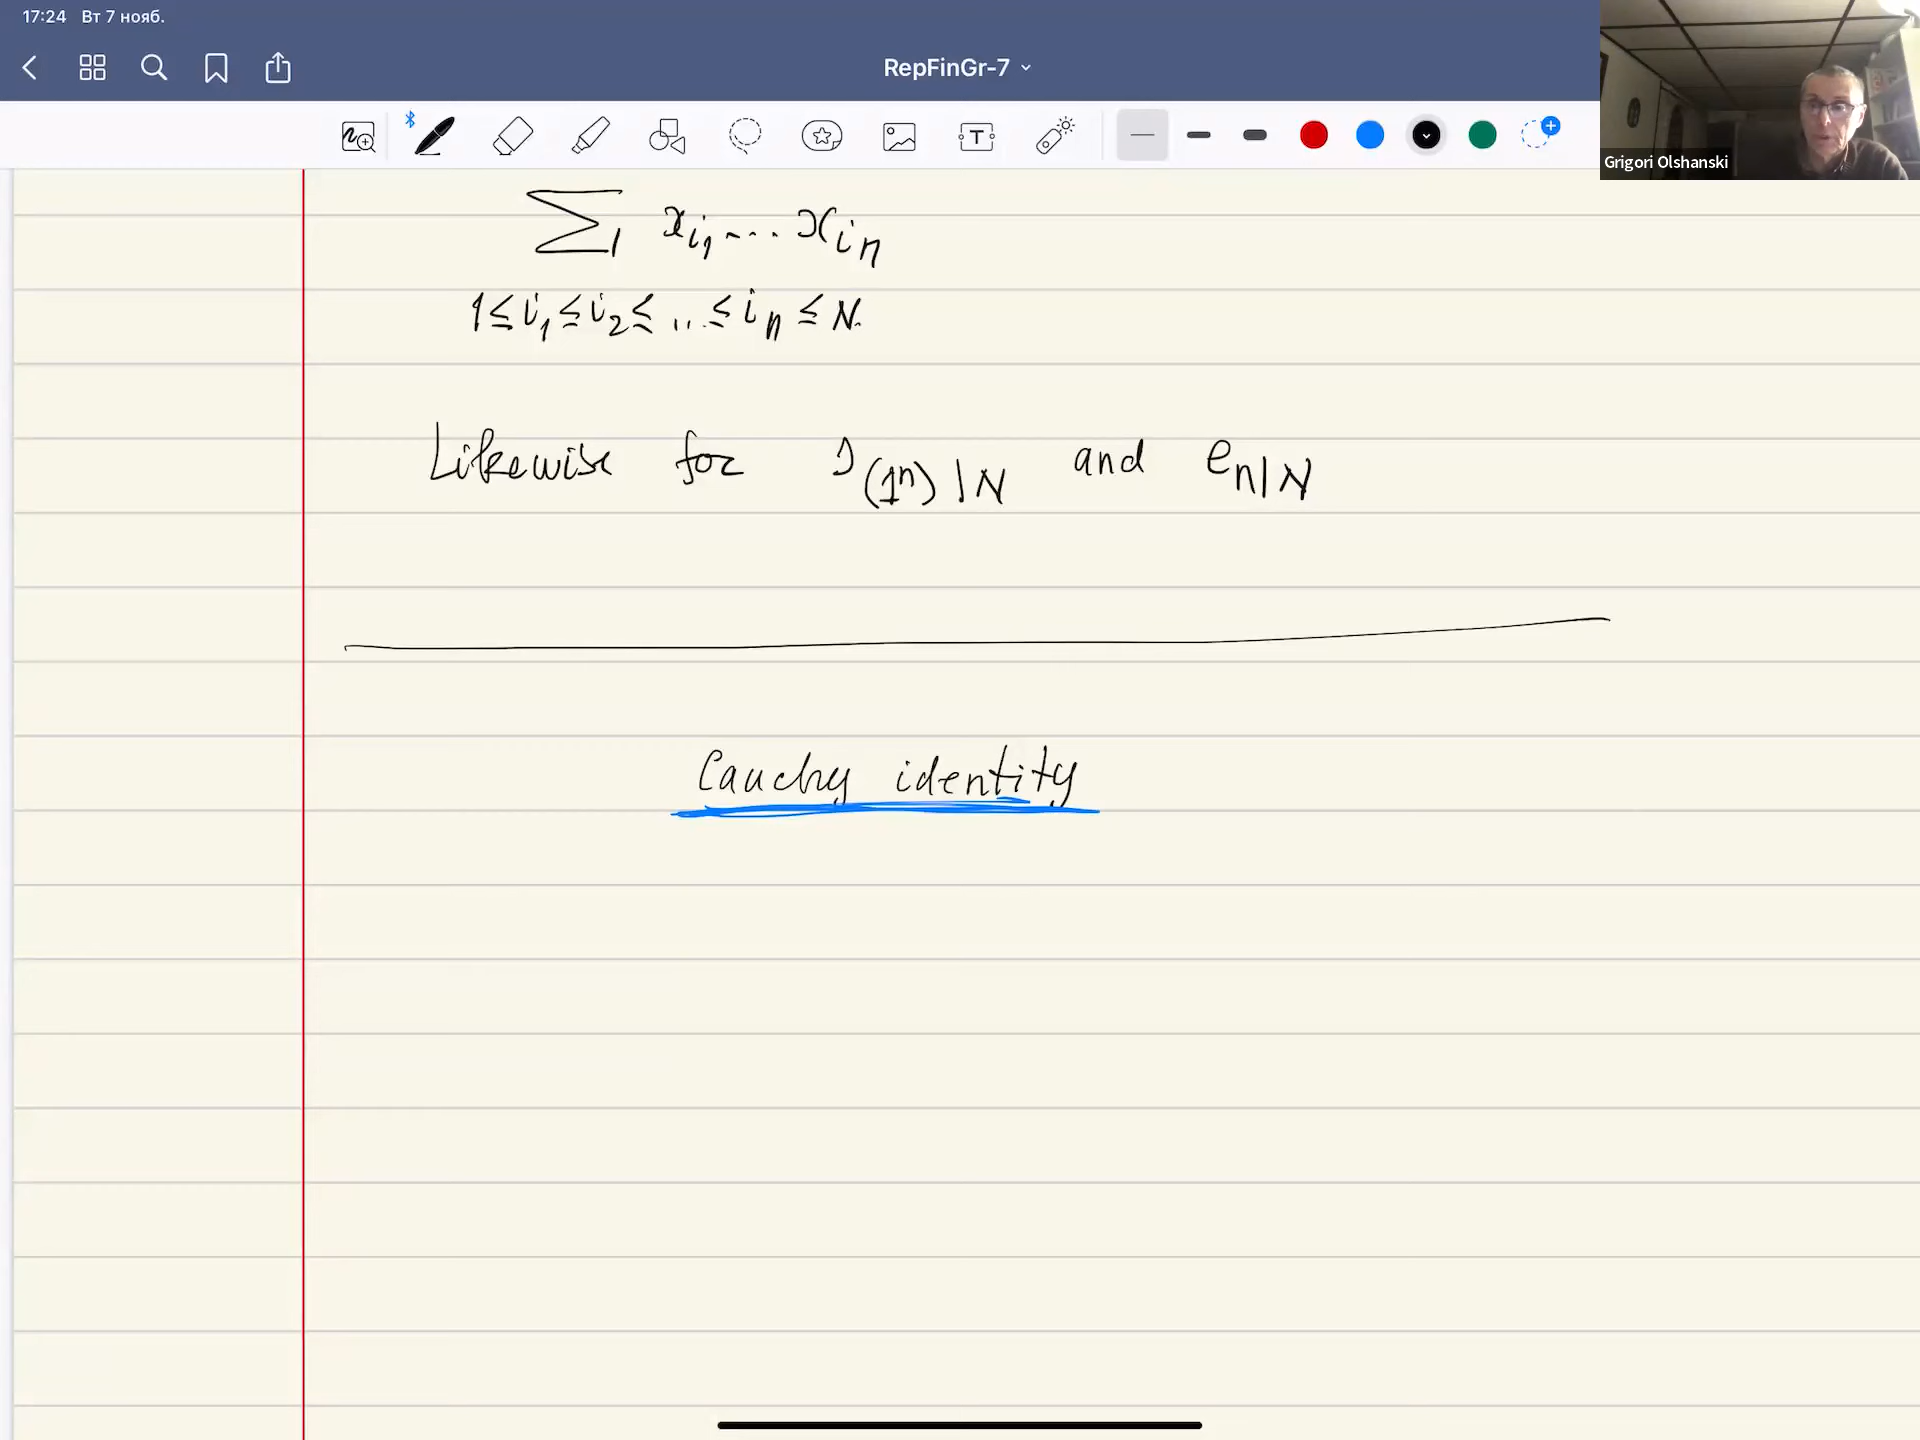 17:24 Вт 7 нояб.
RepFinGr-7
Grigori Olshanski
∑ x_{i_1} ... x_{i_n}
1 ≤ i_1 ≤ i_2 ≤ ... ≤ i_n ≤ N.
Likewise for s_{(1^n)|N} and e_{n|N}
Cauchy identity